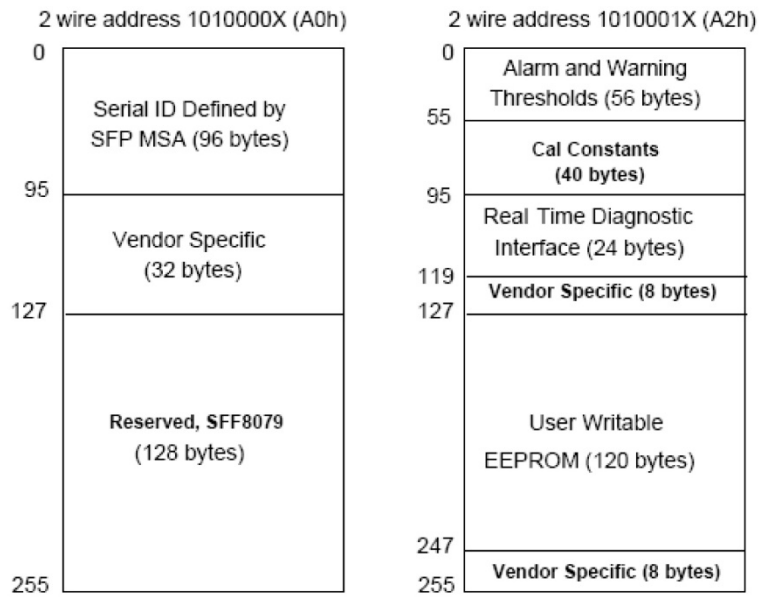 2 wire address 1010000X (A0h)
0
Serial ID Defined by
SFP MSA (96 bytes)
95
Vendor Specific
(32 bytes)
127
Reserved, SFF8079
(128 bytes)
255
2 wire address 1010001X (A2h)
0
Alarm and Warning
Thresholds (56 bytes)
55
Cal Constants
(40 bytes)
95
Real Time Diagnostic
Interface (24 bytes)
119
Vendor Specific (8 bytes)
127
User Writable
EEPROM (120 bytes)
247
Vendor Specific (8 bytes)
255